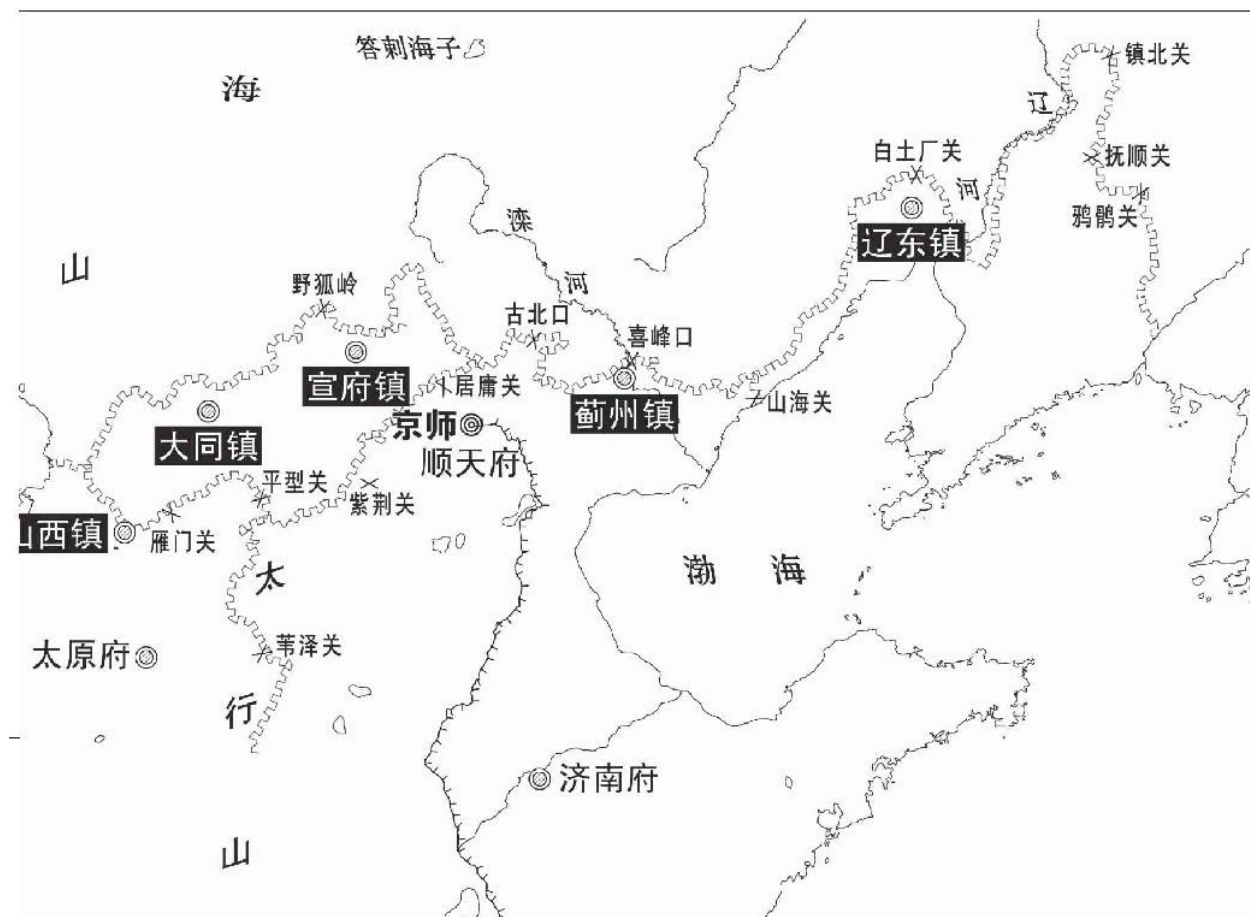 答剌海子
海
镇北关
辽
白土厂关
抚顺关
河
鸦鹘关
滦
辽东镇
山
河
野狐岭
古北口
喜峰口
宣府镇
居庸关
蓟州镇
山海关
大同镇
京师
顺天府
平型关
紫荆关
山西镇
雁门关
渤海
太
苇泽关
太原府
行
济南府
山